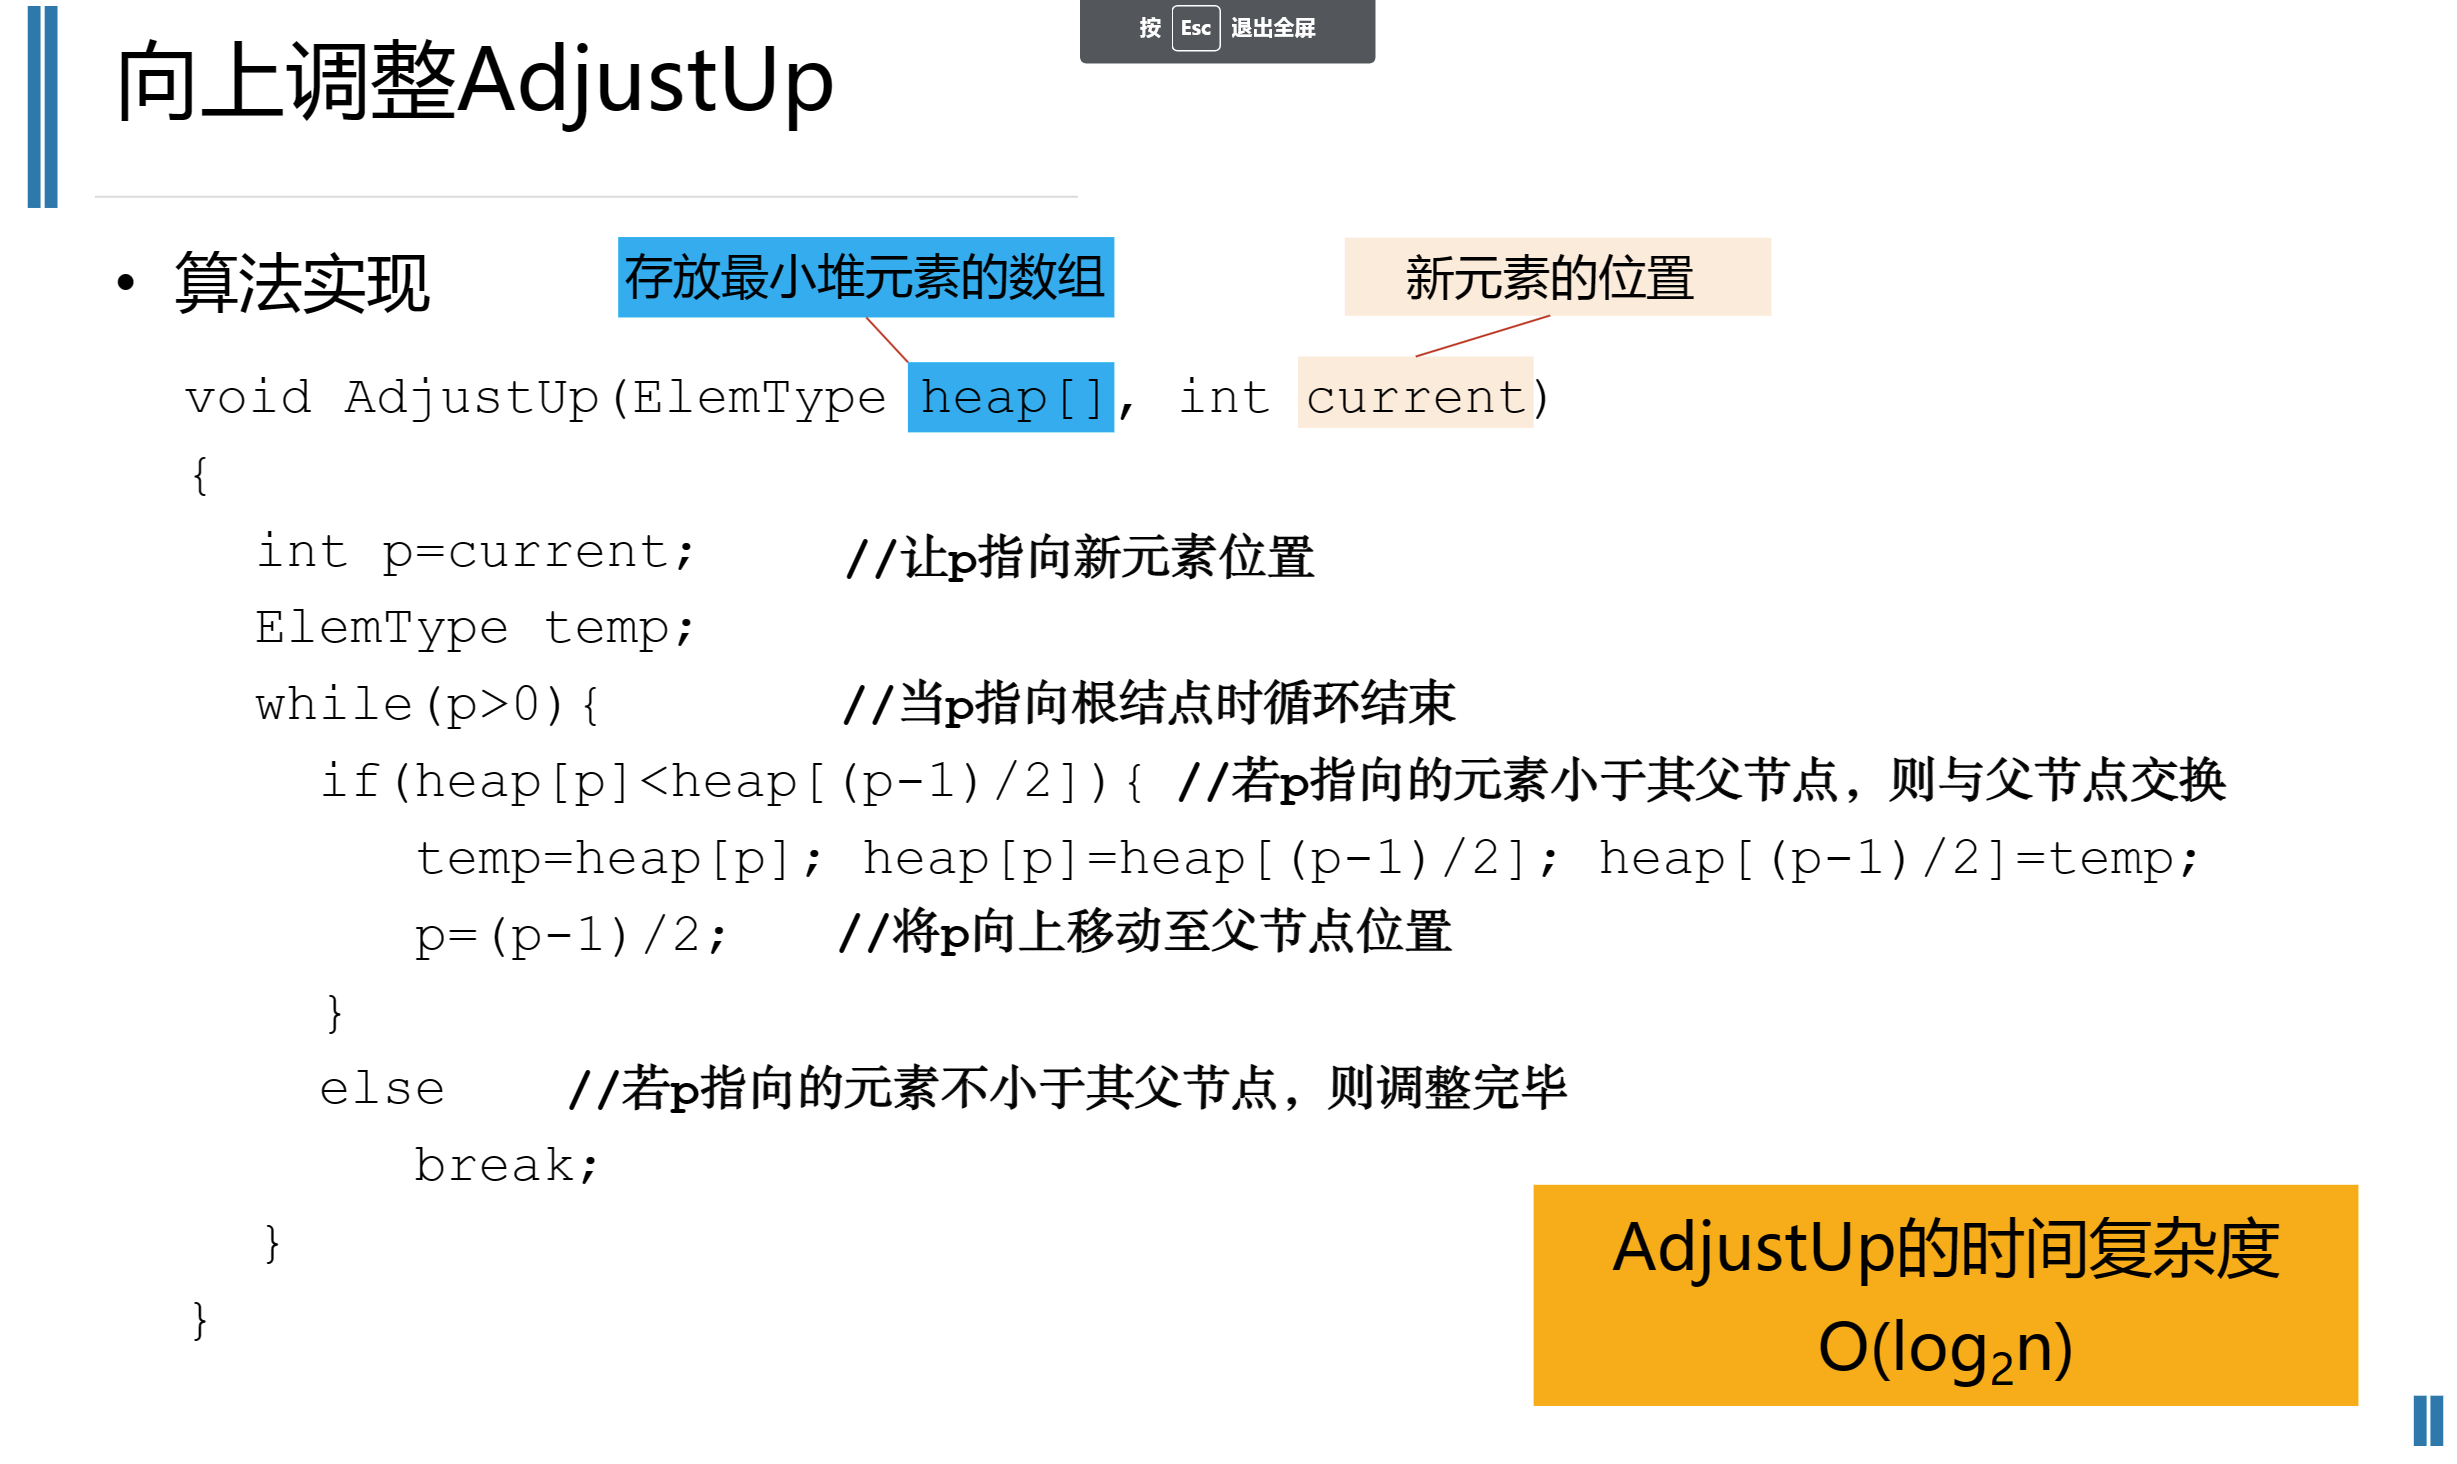 按 Esc 退出全屏
向上调整AdjustUp
• 算法实现
存放最小堆元素的数组
新元素的位置
void AdjustUp(ElemType heap[], int current)
{
int p=current; //让p指向新元素位置
ElemType temp;
while(p>0){ //当p指向根结点时循环结束
if(heap[p]<heap[(p-1)/2]){ //若p指向的元素小于其父节点，则与父节点交换
temp=heap[p]; heap[p]=heap[(p-1)/2]; heap[(p-1)/2]=temp;
p=(p-1)/2; //将p向上移动至父节点位置
}
else //若p指向的元素不小于其父节点，则调整完毕
break;
}
}
AdjustUp的时间复杂度
O(log₂n)